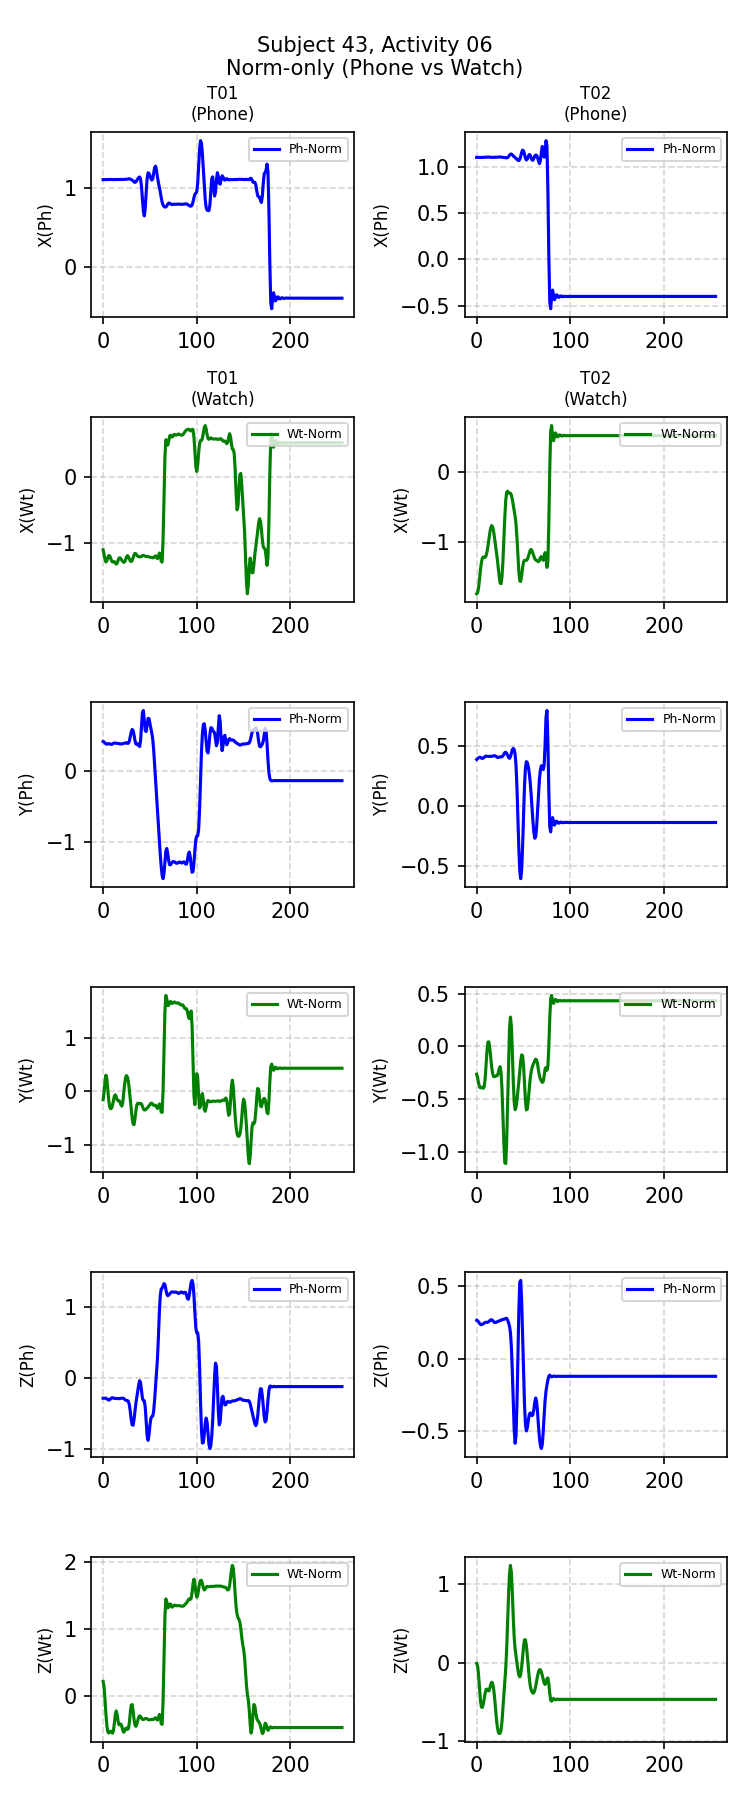 Subject 43, Activity 06
Norm-only (Phone vs Watch)
T01
(Phone)
T02
(Phone)
X(Ph)
1
0
Ph-Norm
0 100 200
X(Ph)
1.0
0.5
0.0
−0.5
Ph-Norm
0 100 200
T01
(Watch)
T02
(Watch)
X(Wt)
0
−1
Wt-Norm
0 100 200
X(Wt)
0
−1
Wt-Norm
0 100 200
Y(Ph)
0
−1
Ph-Norm
0 100 200
Y(Ph)
0.5
0.0
−0.5
Ph-Norm
0 100 200
Y(Wt)
1
0
−1
Wt-Norm
0 100 200
Y(Wt)
0.5
0.0
−0.5
−1.0
Wt-Norm
0 100 200
Z(Ph)
1
0
−1
Ph-Norm
0 100 200
Z(Ph)
0.5
0.0
−0.5
Ph-Norm
0 100 200
Z(Wt)
2
1
0
Wt-Norm
0 100 200
Z(Wt)
1
0
−1
Wt-Norm
0 100 200